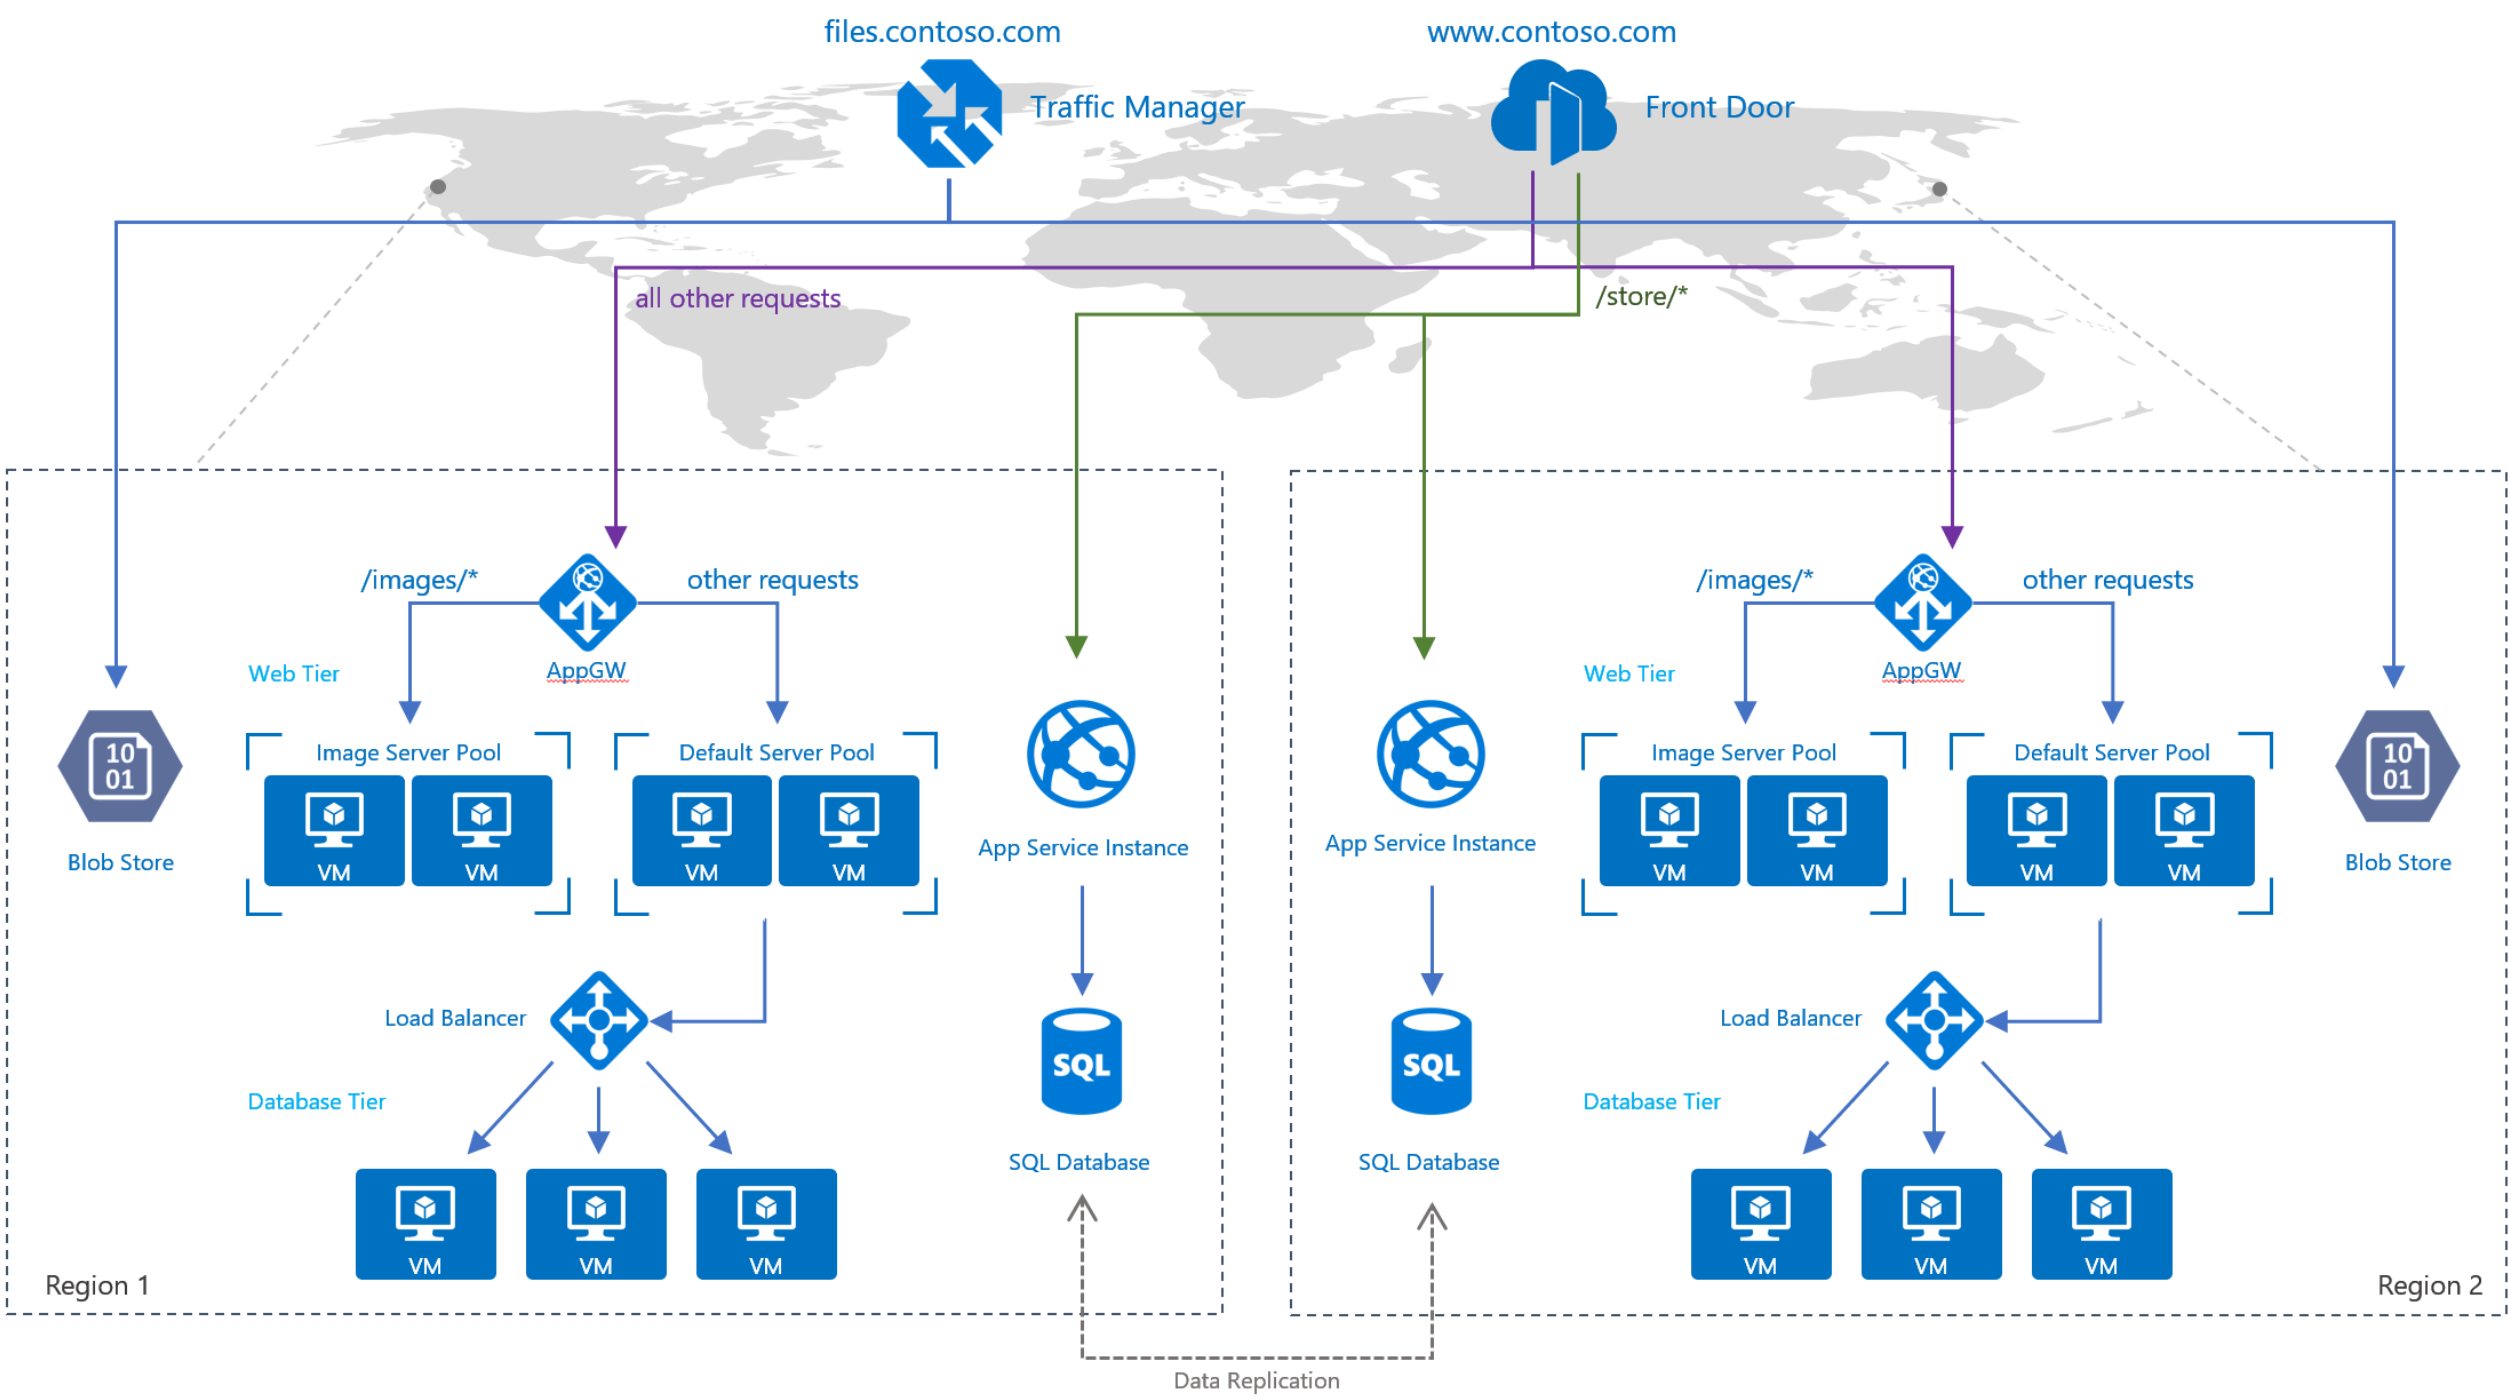 files.contoso.com
www.contoso.com
Traffic Manager
Front Door
all other requests
/store/*
/images/*
other requests
AppGW
Web Tier
Image Server Pool
Default Server Pool
VM
VM
VM
VM
10
01
Blob Store
App Service Instance
Load Balancer
SQL
Database Tier
SQL Database
VM
VM
VM
Region 1
/images/*
other requests
AppGW
Web Tier
Image Server Pool
Default Server Pool
VM
VM
VM
VM
10
01
Blob Store
App Service Instance
Load Balancer
SQL
Database Tier
SQL Database
VM
VM
VM
Region 2
Data Replication